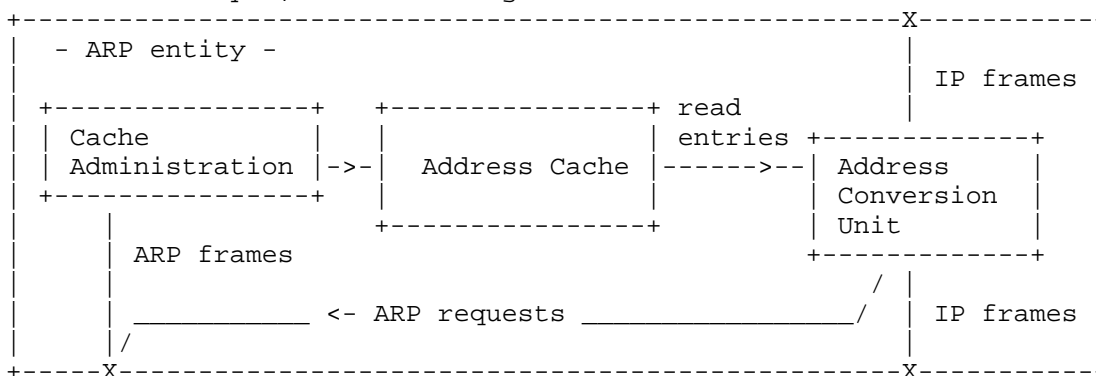 - ARP entity -
IP frames
read
Cache entries
Administration ->- Address Cache ------>-- Address
Conversion
Unit
ARP frames
<- ARP requests
IP frames